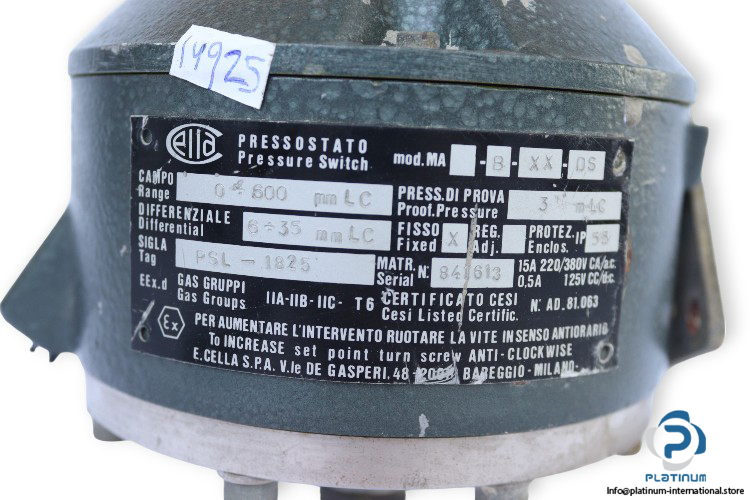 14925
Cella PRESSOSTATO
Pressure Switch mod.MA - B - XX - DS
CAMPO
Range 0 ÷ 600 mm LC
PRESS.DI PROVA
Proof.Pressure 3 m LC
DIFFERENZIALE
Differential 6÷35 mm LC
FISSO
Fixed X REG.
Adj. PROTEZ.
Enclos. IP 55
SIGLA
Tag PSL - 1825
MATR.
Serial N. 15A 220/380V CA/a.c.
0,5A 125V CC/d.c.
EEx.d GAS GRUPPI
Gas Groups IIA-IIB-IIC- T6
CERTIFICATO CESI
Cesi Listed Certific. N° AD.81.063
Ex
PER AUMENTARE L'INTERVENTO RUOTARE LA VITE IN SENSO ANTIORARIO
To INCREASE set point turn screw ANTI-CLOCKWISE
E.CELLA S.P.A. V.le DE GASPERI, 48 - BAREGGIO - MILANO-
PLATINUM
Info@platinum-international.store